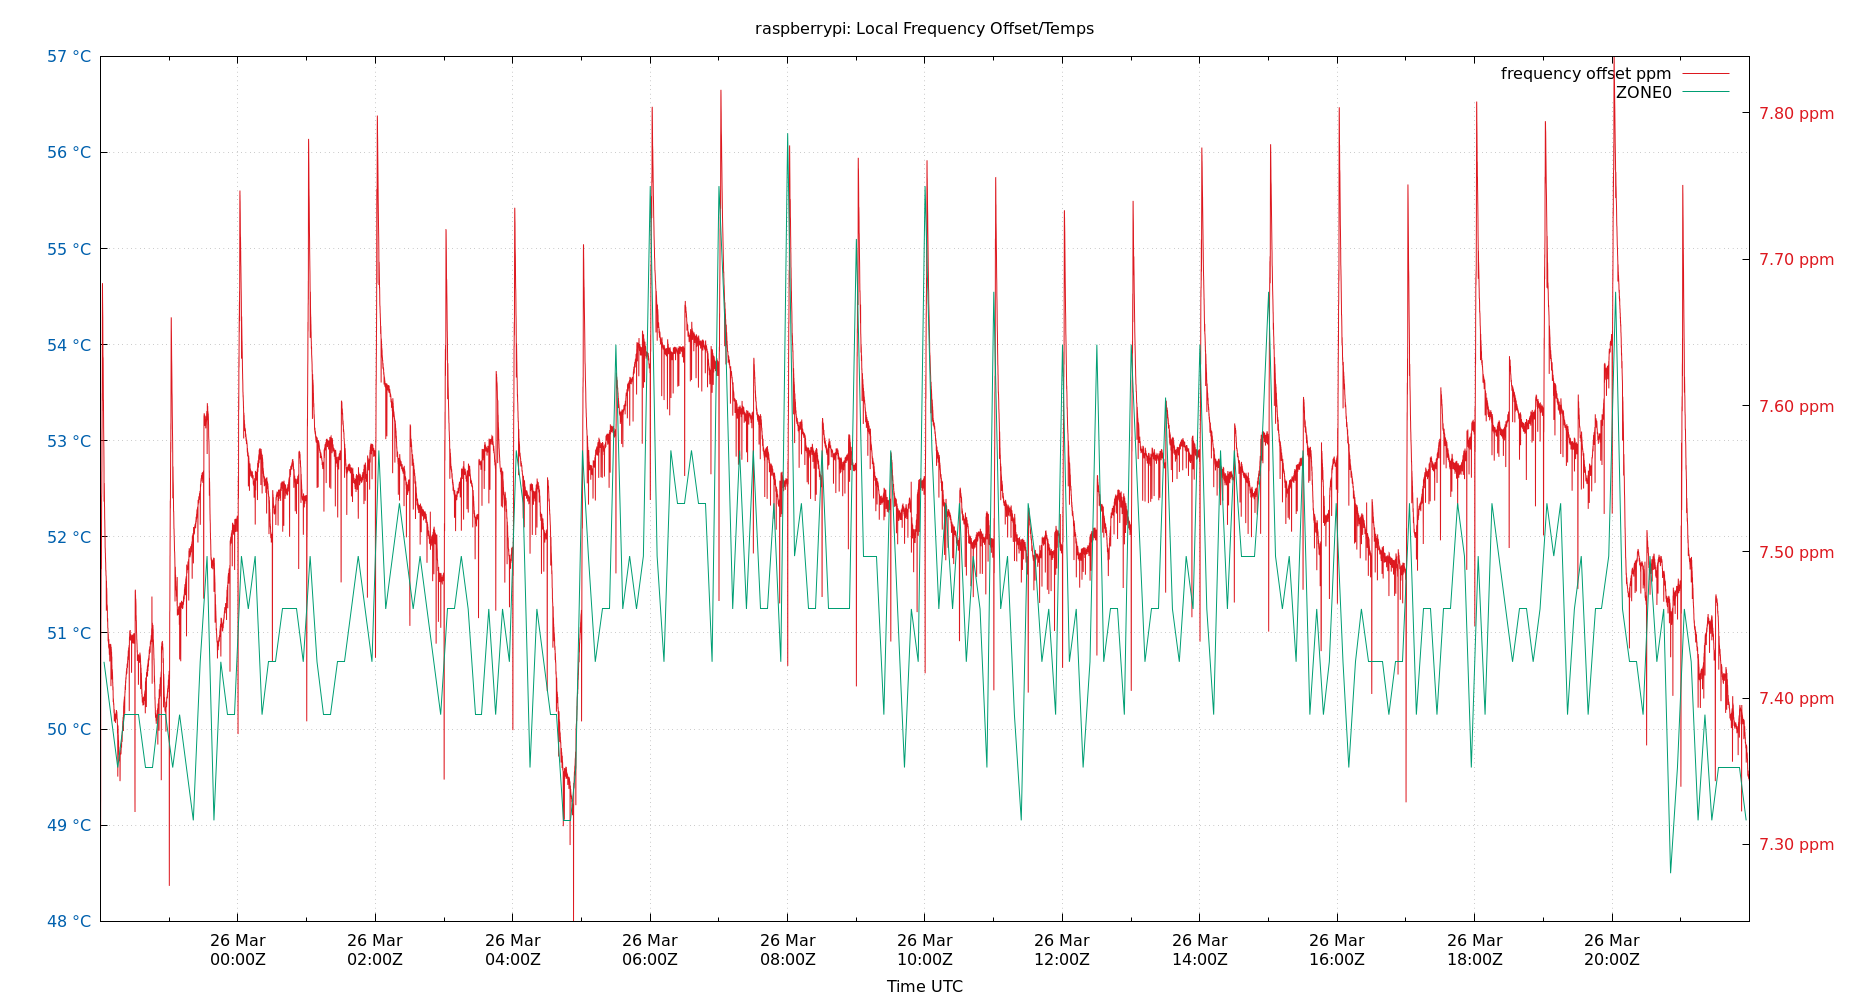 raspberrypi: Local Frequency Offset/Temps
57 °C
56 °C
55 °C
54 °C
53 °C
52 °C
51 °C
50 °C
49 °C
48 °C
frequency offset ppm
ZONE0
7.80 ppm
7.70 ppm
7.60 ppm
7.50 ppm
7.40 ppm
7.30 ppm
26 Mar
00:00Z
26 Mar
02:00Z
26 Mar
04:00Z
26 Mar
06:00Z
26 Mar
08:00Z
26 Mar
10:00Z
26 Mar
12:00Z
26 Mar
14:00Z
26 Mar
16:00Z
26 Mar
18:00Z
26 Mar
20:00Z
Time UTC